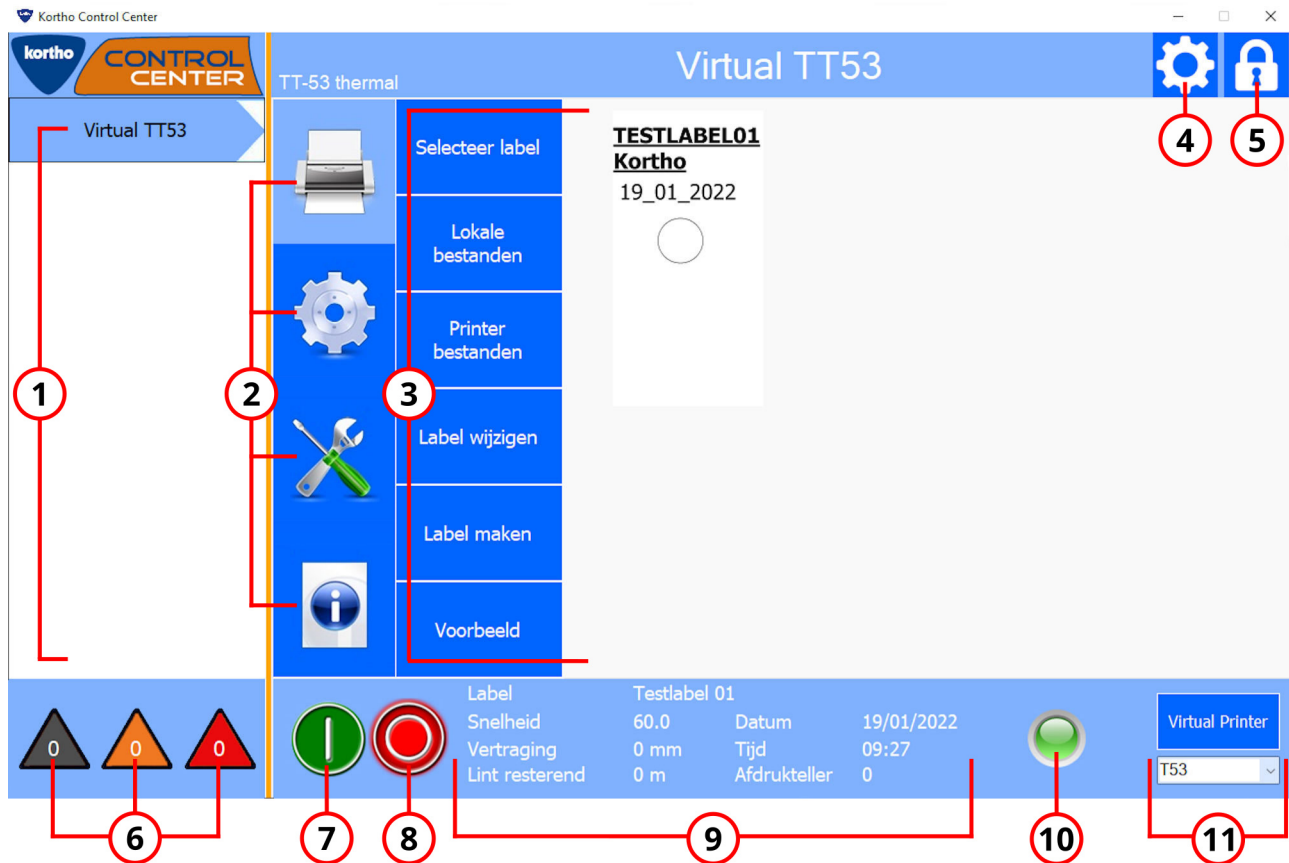 Kortho Control Center
kortho
CONTROL
CENTER
TT-53 thermal
Virtual TT53
4
5
Virtual TT53
1
2
3
Selecteer label
Lokale
bestanden
Printer
bestanden
Label wijzigen
Label maken
Voorbeeld
TESTLABEL01
Kortho
19_01_2022
0
0
0
6
7
8
Label Testlabel 01
Snelheid 60.0 Datum 19/01/2022
Vertraging 0 mm Tijd 09:27
Lint resterend 0 m Afdrukteller 0
9
10
Virtual Printer
T53
11